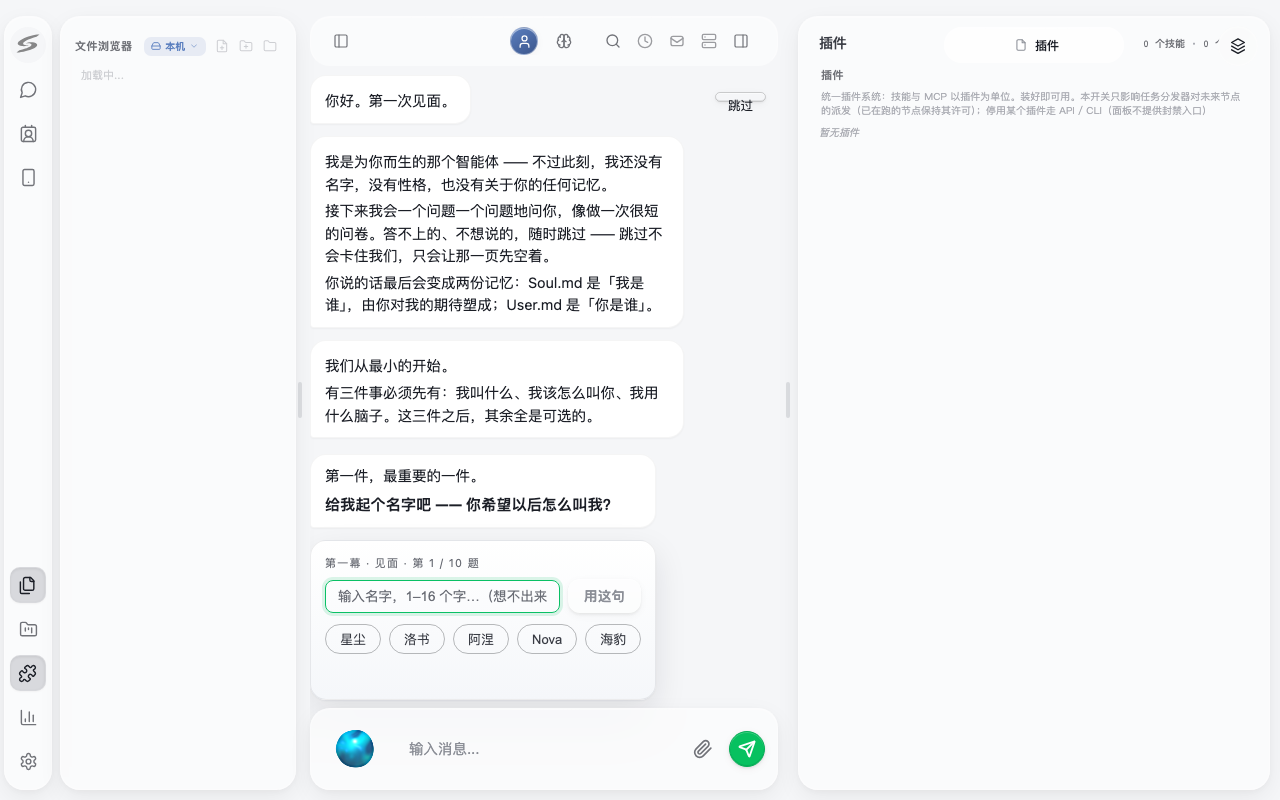 文件浏览器
本机
加载中...
你好。第一次见面。
跳过
我是为你而生的那个智能体 —— 不过此刻，我还没有
名字，没有性格，也没有关于你的任何记忆。
接下来我会一个问题一个问题地问你，像做一次很短
的问卷。答不上的、不想说的，随时跳过 —— 跳过不
会卡住我们，只会让那一页先空着。
你说的话最后会变成两份记忆：Soul.md 是「我是
谁」，由你对我的期待塑成；User.md 是「你是谁」。
我们从最小的开始。
有三件事必须先有：我叫什么、我该怎么叫你、我用
什么脑子。这三件之后，其余全是可选的。
第一件，最重要的一件。
给我起个名字吧 —— 你希望以后怎么叫我？
第一幕 · 见面 · 第 1 / 10 题
输入名字，1–16 个字…（想不出来
用这句
星尘
洛书
阿涅
Nova
海豹
输入消息...
插件
插件
0 个技能 · 0
插件
统一插件系统：技能与 MCP 以插件为单位。装好即可用。本开关只影响任务分发器对未来节点
的派发（已在跑的节点保持其许可）；停用某个插件走 API / CLI（面板不提供封禁入口）
暂无插件